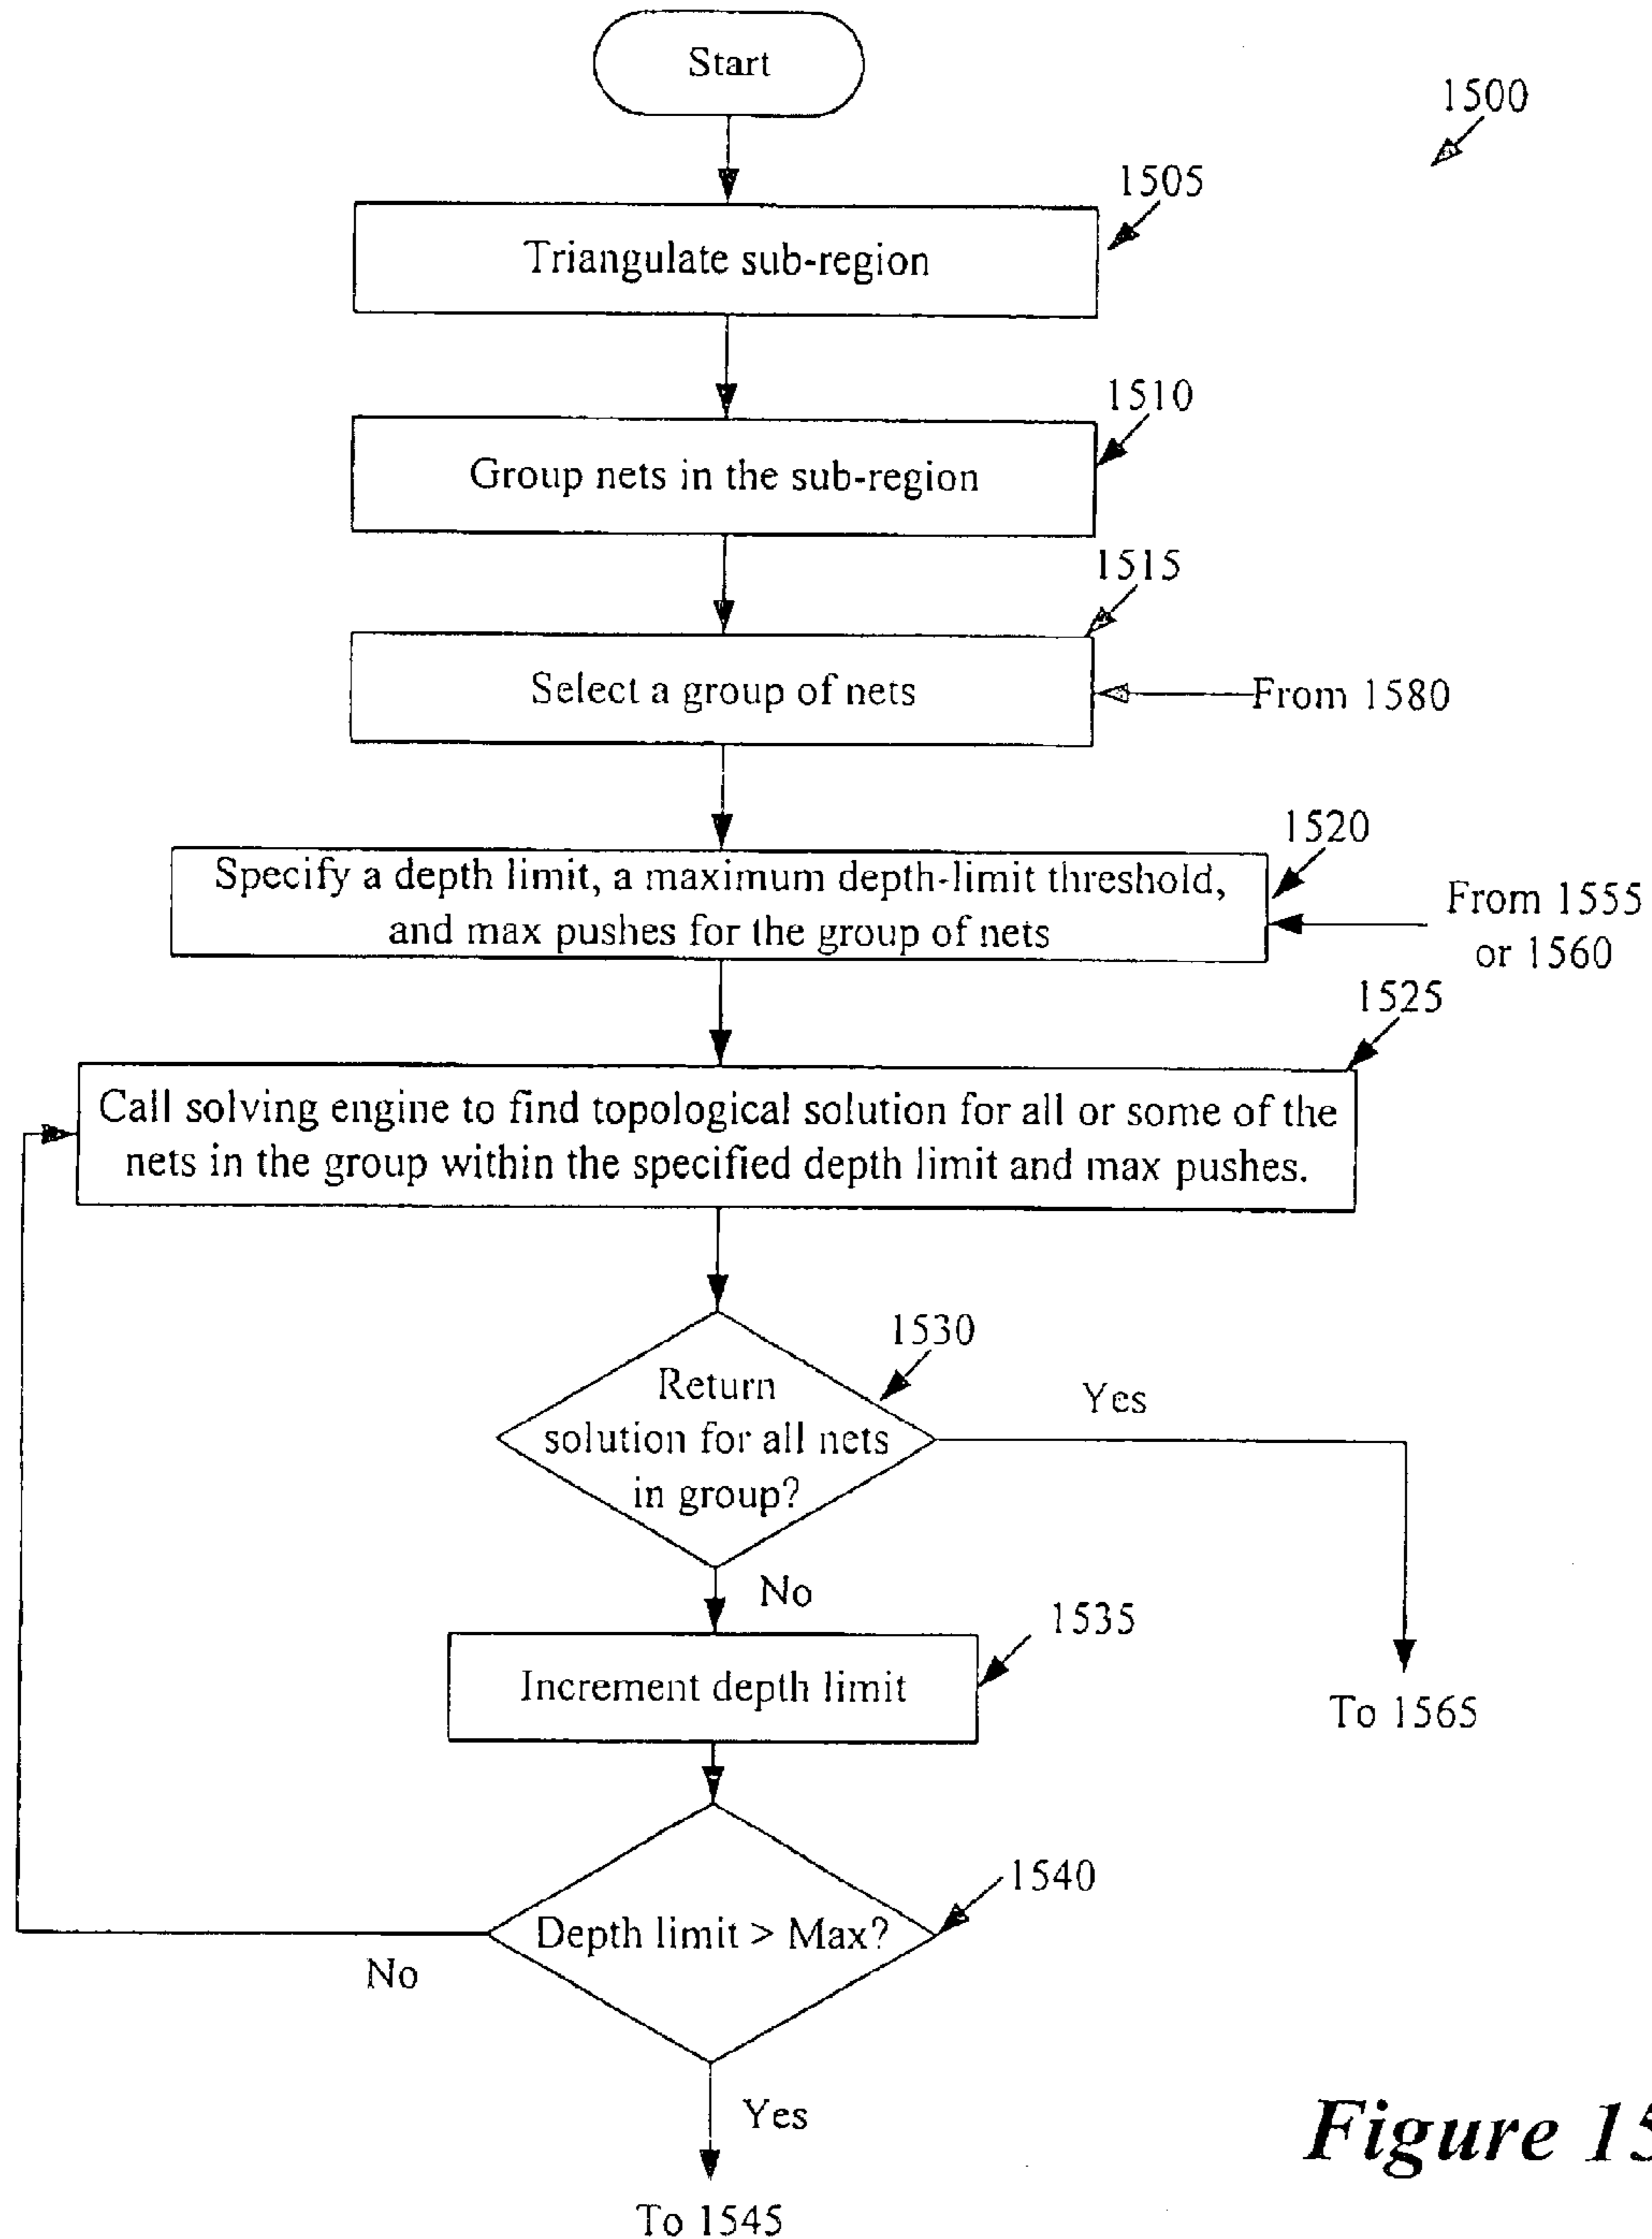 Start
1500
1505
Triangulate sub-region
1510
Group nets in the sub-region
1515
Select a group of nets
From 1580
1520
Specify a depth limit, a maximum depth-limit threshold,
and max pushes for the group of nets
From 1555
or 1560
1525
Call solving engine to find topological solution for all or some of the
nets in the group within the specified depth limit and max pushes.
1530
Return
solution for all nets
in group?
Yes
No
1535
Increment depth limit
To 1565
1540
Depth limit > Max?
No
Yes
To 1545
Figure 15